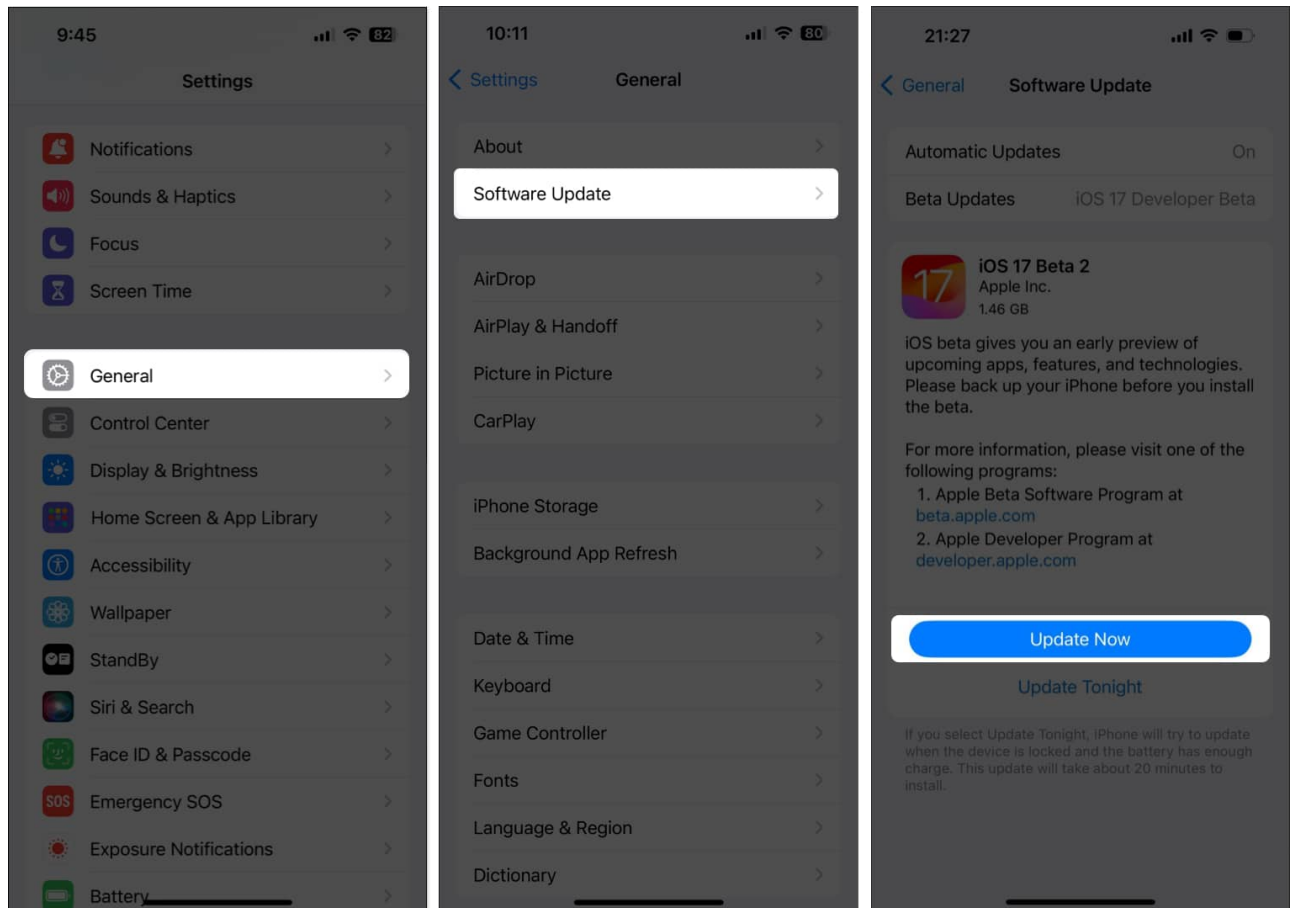 9:45
82
Settings
Notifications
Sounds & Haptics
Focus
Screen Time
General
Control Center
Display & Brightness
Home Screen & App Library
Accessibility
Wallpaper
StandBy
Siri & Search
Face ID & Passcode
SOS
Emergency SOS
Exposure Notifications
Battery
10:11
80
Settings
General
About
Software Update
AirDrop
AirPlay & Handoff
Picture in Picture
CarPlay
iPhone Storage
Background App Refresh
Date & Time
Keyboard
Game Controller
Fonts
Language & Region
Dictionary
21:27
General
Software Update
Automatic Updates On
Beta Updates iOS 17 Developer Beta
17
iOS 17 Beta 2
Apple Inc.
1.46 GB
iOS beta gives you an early preview of
upcoming apps, features, and technologies.
Please back up your iPhone before you install
the beta.
For more information, please visit one of the
following programs:
1. Apple Beta Software Program at
beta.apple.com
2. Apple Developer Program at
developer.apple.com
Update Now
Update Tonight
If you select Update Tonight, iPhone will try to update
when the device is locked and the battery has enough
charge. This update will take about 20 minutes to
install.